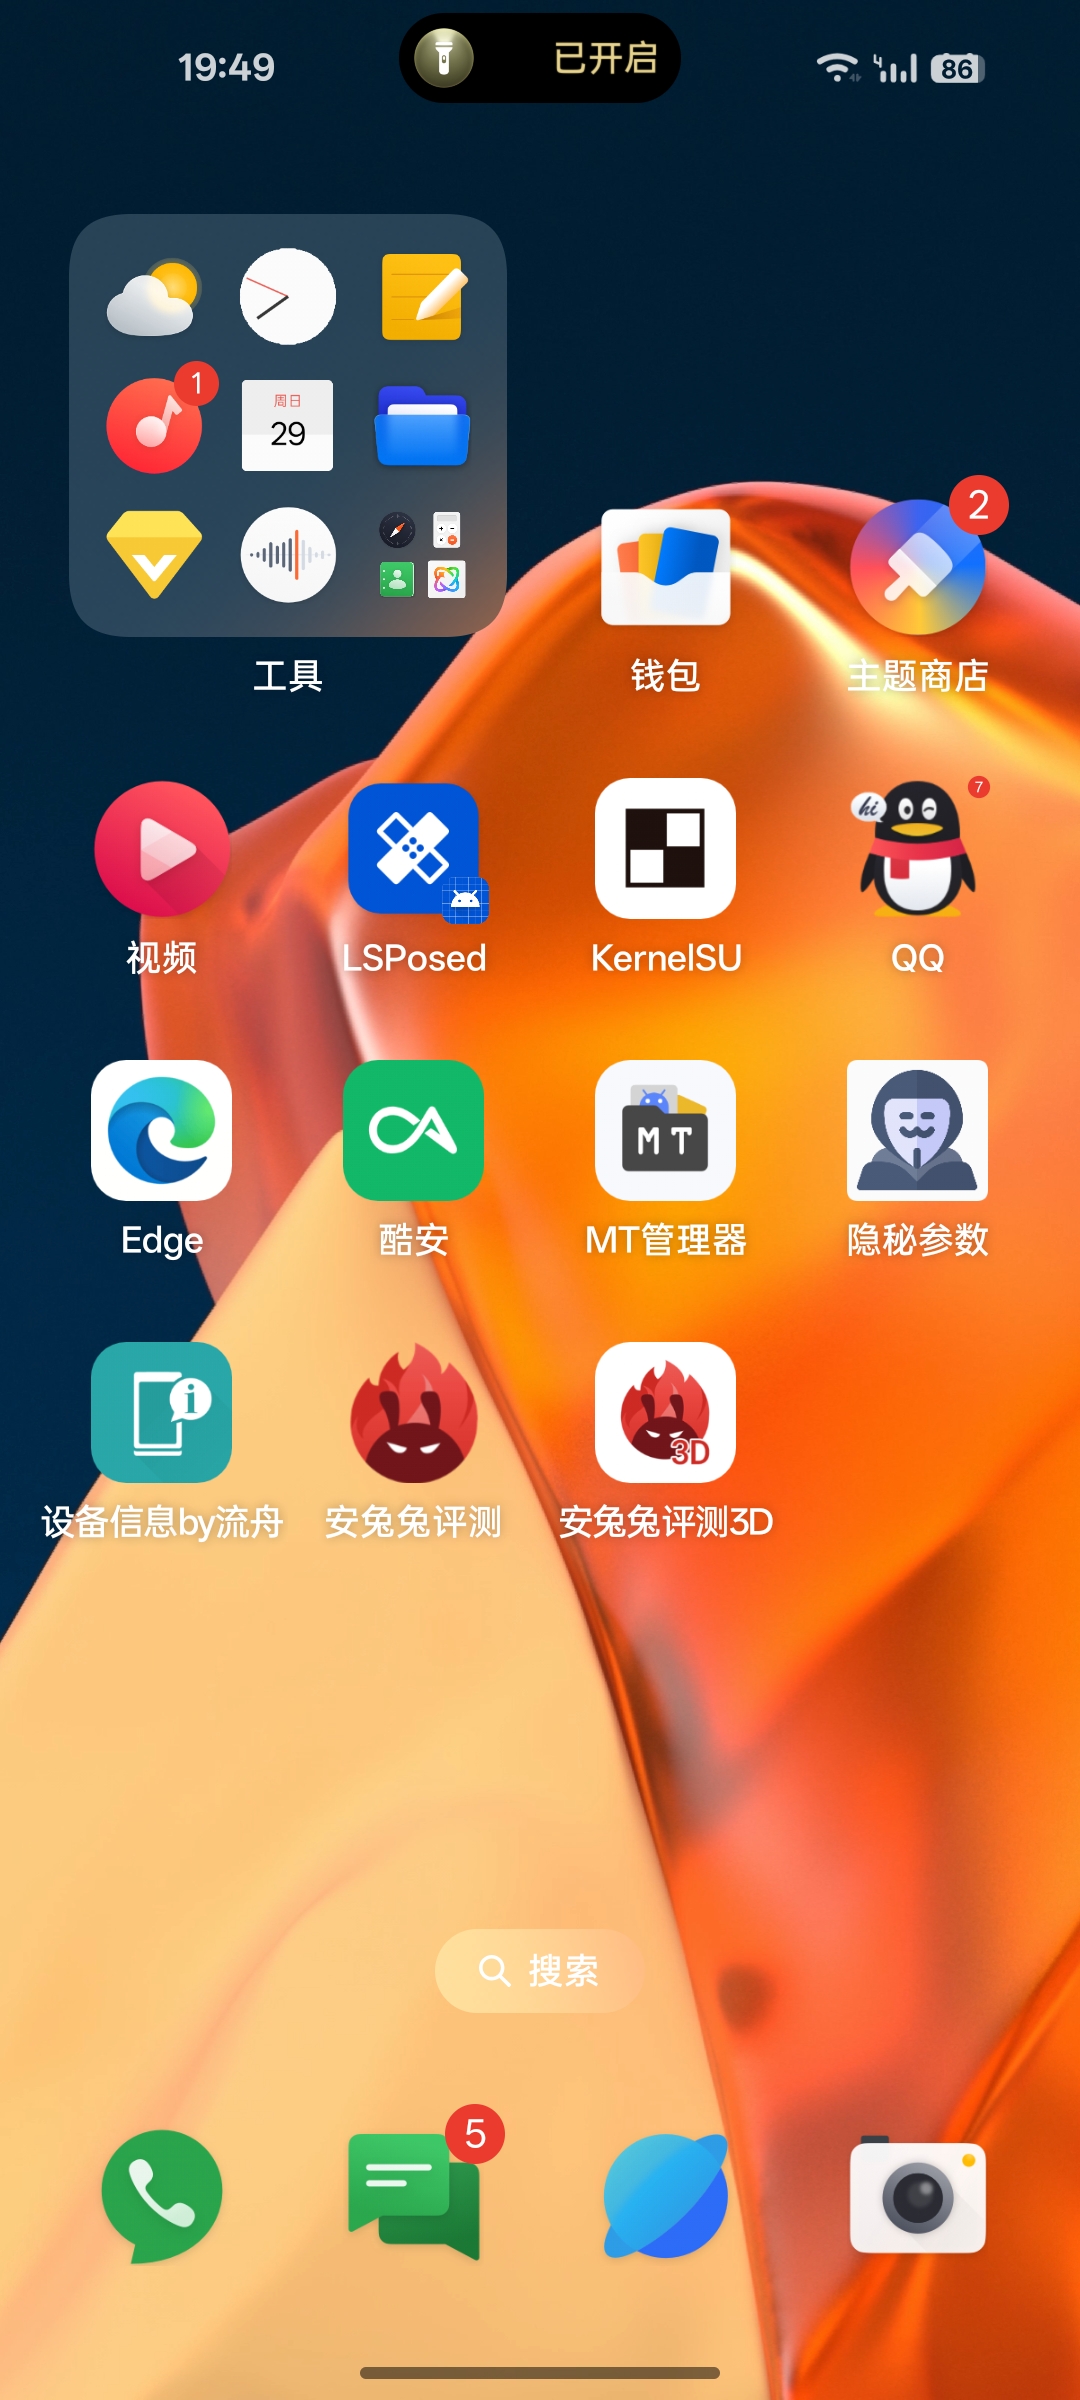 19:49
已开启
86
1
周日
29
工具
钱包
2
主题商店
视频
LSPosed
KernelSU
hi
7
QQ
Edge
酷安
MT
MT管理器
隐秘参数
i
设备信息by流舟
安兔兔评测
3D
安兔兔评测3D
搜索
5